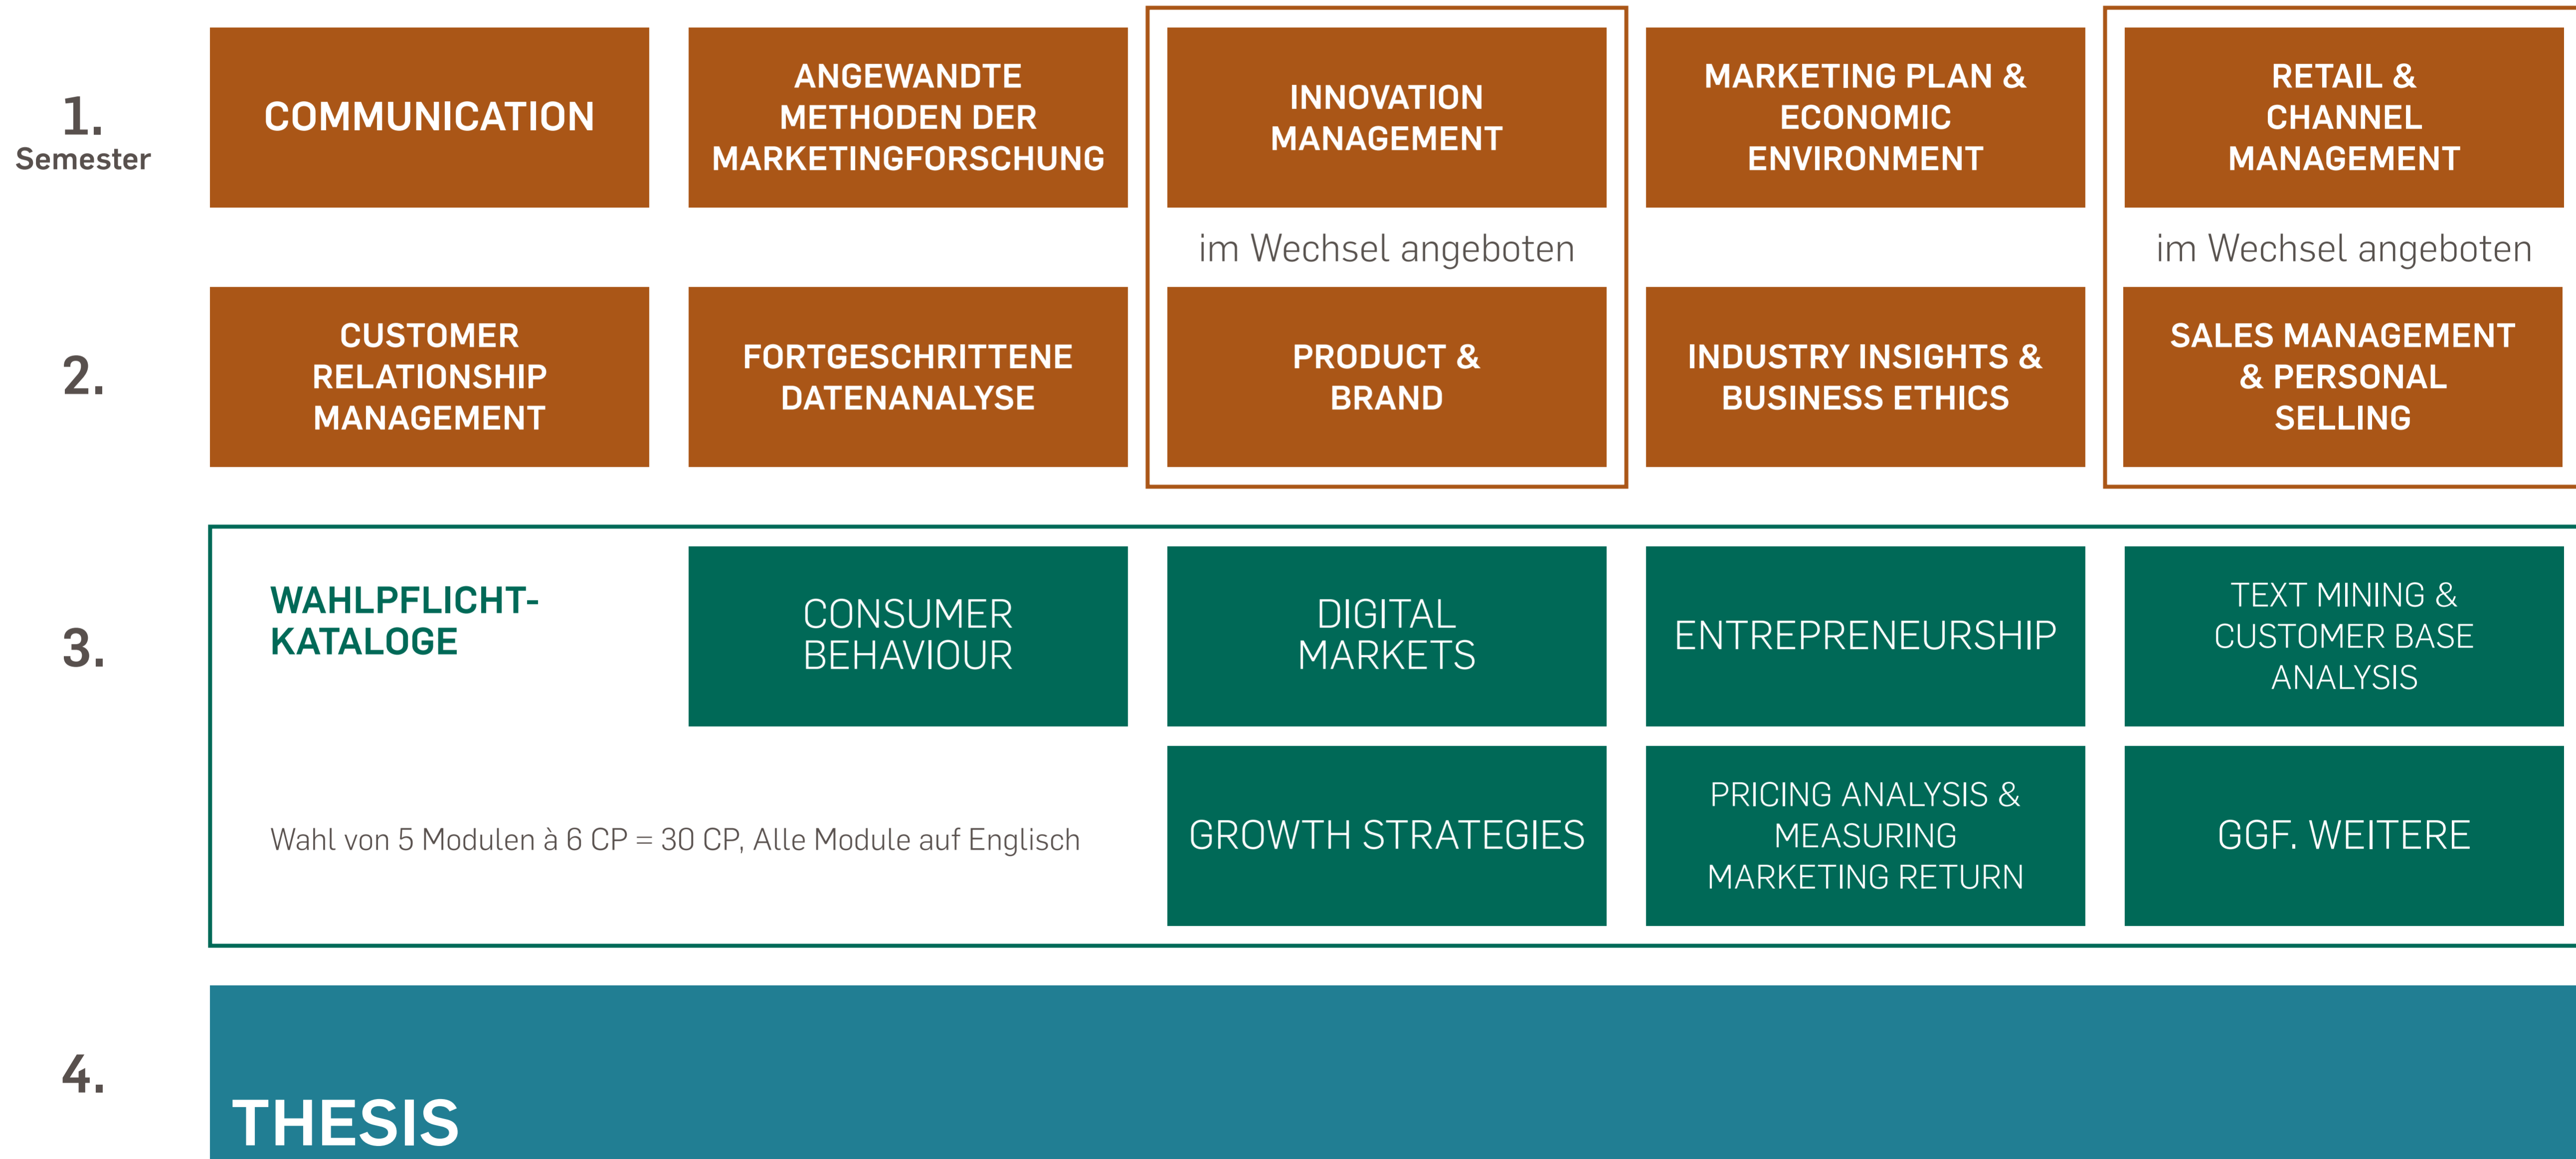 1.
Semester
COMMUNICATION
ANGEWANDTE
METHODEN DER
MARKETINGFORSCHUNG
INNOVATION
MANAGEMENT
MARKETING PLAN &
ECONOMIC
ENVIRONMENT
RETAIL &
CHANNEL
MANAGEMENT
im Wechsel angeboten
im Wechsel angeboten
2.
CUSTOMER
RELATIONSHIP
MANAGEMENT
FORTGESCHRITTENE
DATENANALYSE
PRODUCT &
BRAND
INDUSTRY INSIGHTS &
BUSINESS ETHICS
SALES MANAGEMENT
& PERSONAL
SELLING
3.
WAHLPFLICHT-
KATALOGE
CONSUMER
BEHAVIOUR
DIGITAL
MARKETS
ENTREPRENEURSHIP
TEXT MINING &
CUSTOMER BASE
ANALYSIS
Wahl von 5 Modulen à 6 CP = 30 CP, Alle Module auf Englisch
GROWTH STRATEGIES
PRICING ANALYSIS &
MEASURING
MARKETING RETURN
GGF. WEITERE
4.
THESIS